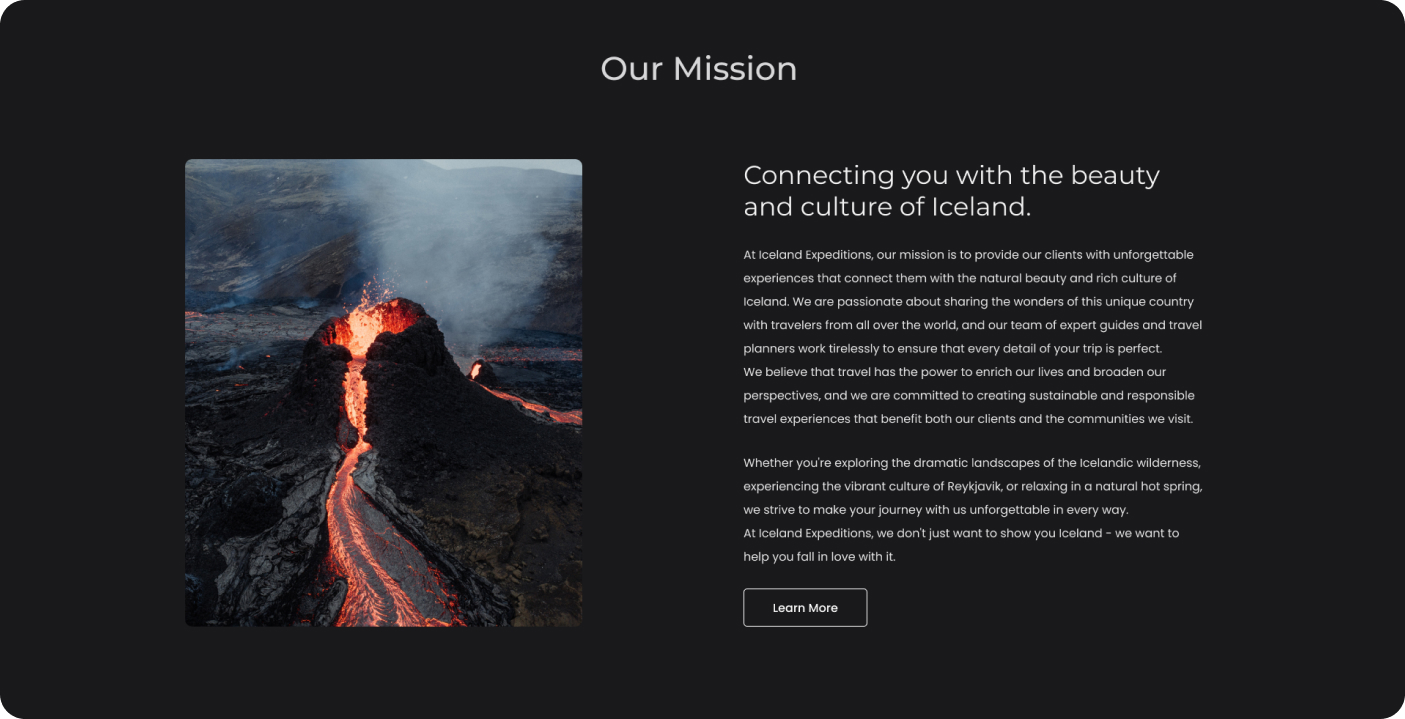 Our Mission
Connecting you with the beauty
and culture of Iceland.
At Iceland Expeditions, our mission is to provide our clients with unforgettable
experiences that connect them with the natural beauty and rich culture of
Iceland. We are passionate about sharing the wonders of this unique country
with travelers from all over the world, and our team of expert guides and travel
planners work tirelessly to ensure that every detail of your trip is perfect.
We believe that travel has the power to enrich our lives and broaden our
perspectives, and we are committed to creating sustainable and responsible
travel experiences that benefit both our clients and the communities we visit.
Whether you're exploring the dramatic landscapes of the Icelandic wilderness,
experiencing the vibrant culture of Reykjavik, or relaxing in a natural hot spring,
we strive to make your journey with us unforgettable in every way.
At Iceland Expeditions, we don't just want to show you Iceland - we want to
help you fall in love with it.
Learn More